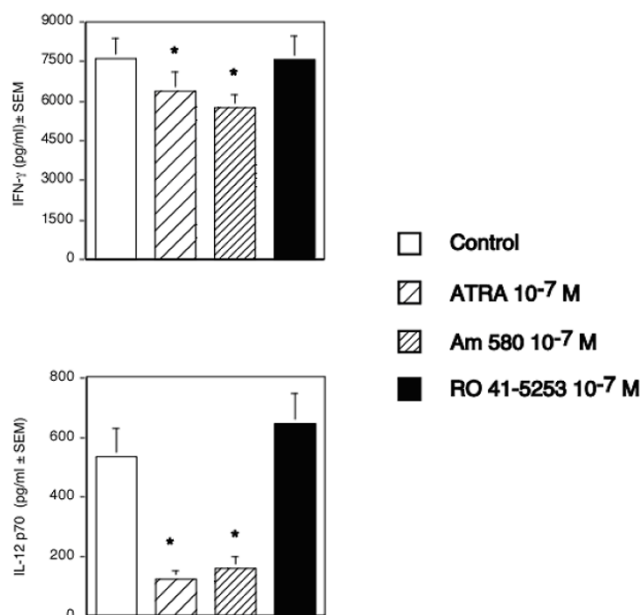 9000
7500
6000
4500
3000
1500
0
IFN-γ (pg/ml)± SEM
*
*
Control
ATRA 10-7 M
Am 580 10-7 M
RO 41-5253 10-7 M
800
600
400
200
0
IL-12 p70 (pg/ml ± SEM)
*
*